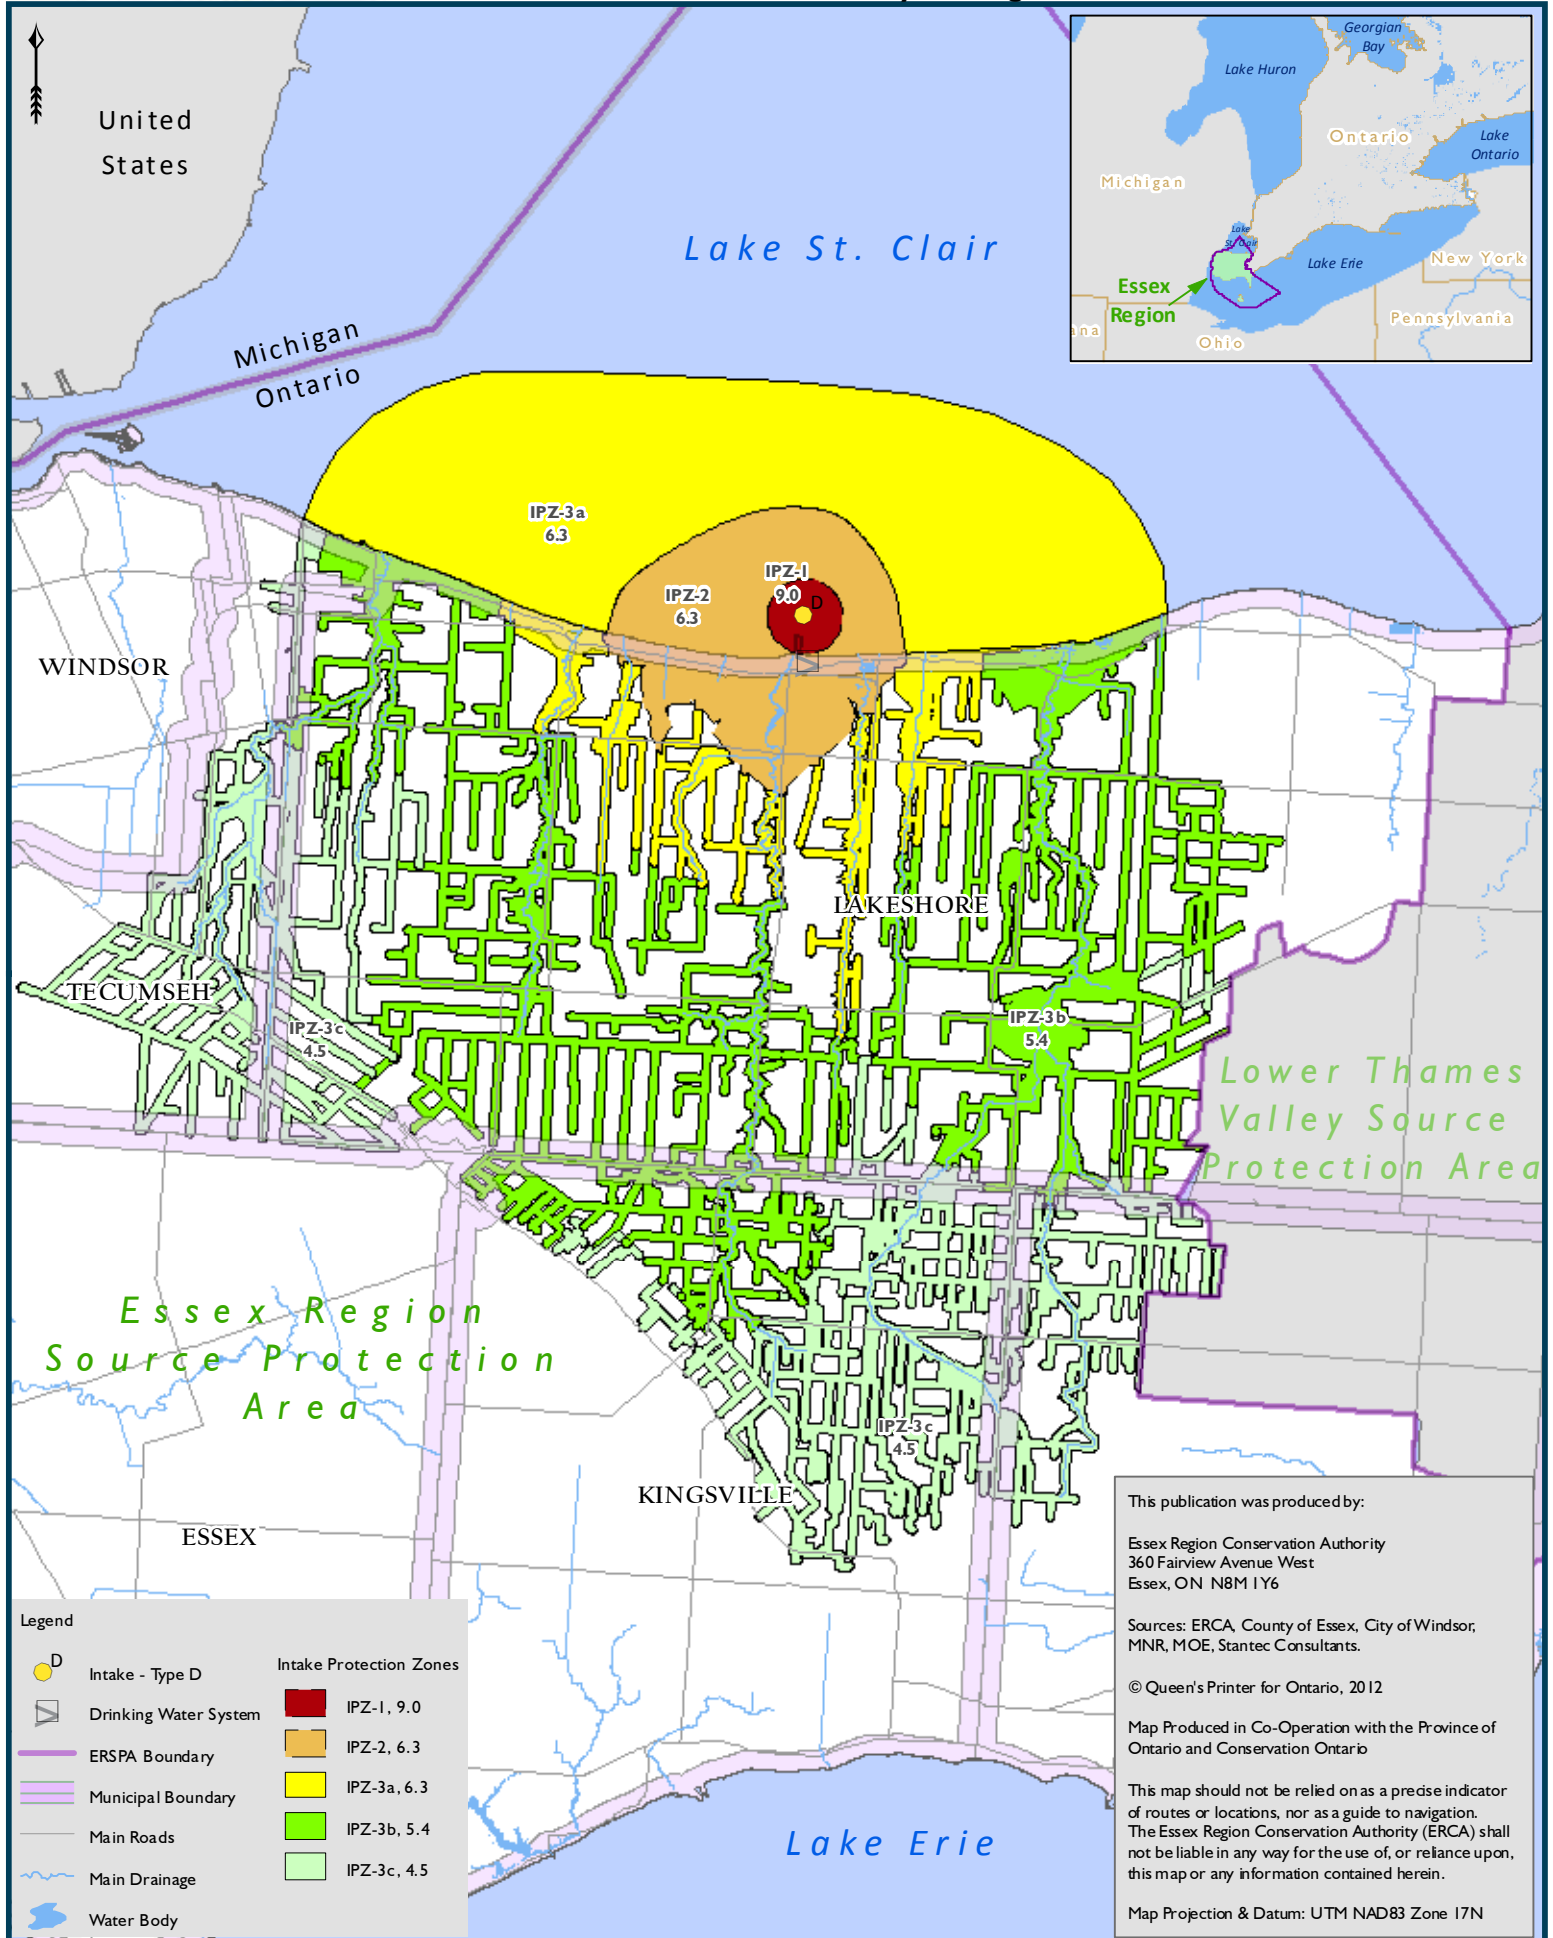 United
States
Lake St. Clair
Michigan
Ontario
Georgian
Bay
Lake Huron
Ontario
Lake
Ontario
Michigan
Lake
St. Clair
Lake Erie
New York
Essex
Region
Pennsylvania
ana
Ohio
IPZ-3a
6.3
IPZ-1
9.0
D
IPZ-2
6.3
WINDSOR
LAKESHORE
TECUMSEH
IPZ-3c
4.5
IPZ-3b
5.4
Lower Thames
Valley Source
Protection Area
Essex Region
Source Protection
Area
IPZ-3c
4.5
KINGSVILLE
ESSEX
Lake Erie
Legend
D
Intake - Type D
Drinking Water System
ERSPA Boundary
Municipal Boundary
Main Roads
Main Drainage
Water Body
Intake Protection Zones
IPZ-1, 9.0
IPZ-2, 6.3
IPZ-3a, 6.3
IPZ-3b, 5.4
IPZ-3c, 4.5
This publication was produced by:
Essex Region Conservation Authority
360 Fairview Avenue West
Essex, ON N8M 1Y6
Sources: ERCA, County of Essex, City of Windsor,
MNR, MOE, Stantec Consultants.
© Queen's Printer for Ontario, 2012
Map Produced in Co-Operation with the Province of
Ontario and Conservation Ontario
This map should not be relied on as a precise indicator
of routes or locations, nor as a guide to navigation.
The Essex Region Conservation Authority (ERCA) shall
not be liable in any way for the use of, or reliance upon,
this map or any information contained herein.
Map Projection & Datum: UTM NAD83 Zone 17N